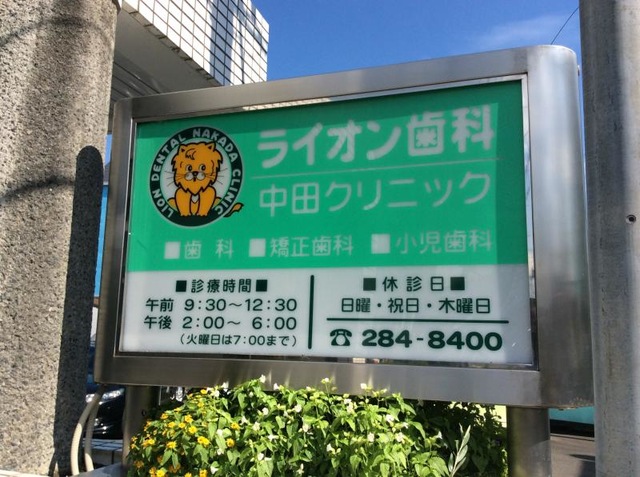 LION DENTAL NAKADA CLINIC
ライオン歯科
中田クリニック
■歯科 ■矯正歯科 ■小児歯科
■診療時間■
午前 9:30～12:30
午後 2:00～ 6:00
(火曜日は7:00まで)
■休診日■
日曜・祝日・木曜日
☎284-8400